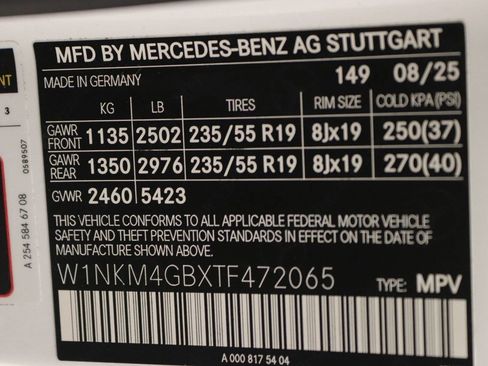 MFD BY MERCEDES-BENZ AG STUTTGART
MADE IN GERMANY 149 08/25
KG LB TIRES RIM SIZE COLD KPA(PSI)
GAWR FRONT 1135 2502 235/55 R19 8Jx19 250(37)
GAWR REAR 1350 2976 235/55 R19 8Jx19 270(40)
GVWR 2460 5423
THIS VEHICLE CONFORMS TO ALL APPLICABLE FEDERAL MOTOR VEHICLE
SAFETY AND THEFT PREVENTION STANDARDS IN EFFECT ON THE DATE OF
MANUFACTURE SHOWN ABOVE.
W1NKM4GBXTF472065 TYPE: MPV
A 000 817 54 04
NT
3
0589507
A 254 584 67 08